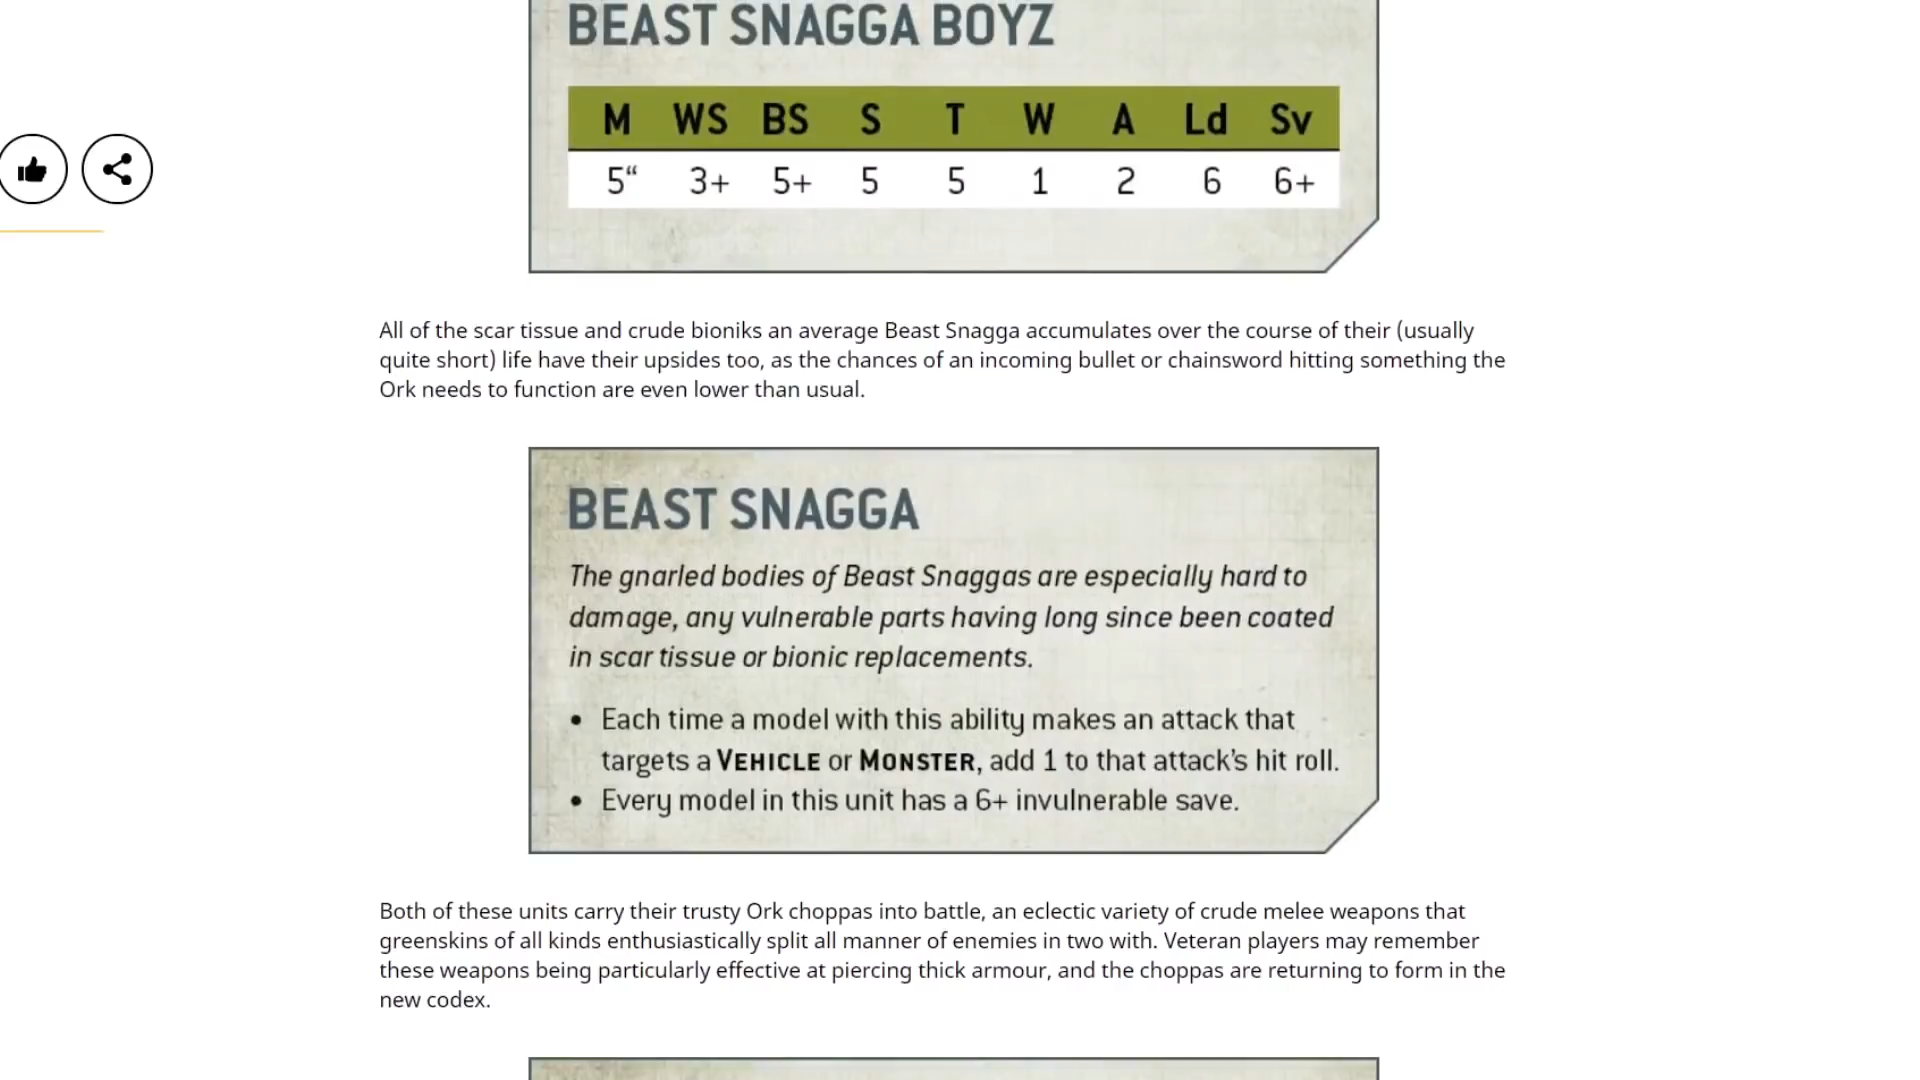 BEAST SNAGGA BOYZ
M WS BS S T W A Ld Sv
5“ 3+ 5+ 5 5 1 2 6 6+
All of the scar tissue and crude bioniks an average Beast Snagga accumulates over the course of their (usually
quite short) life have their upsides too, as the chances of an incoming bullet or chainsword hitting something the
Ork needs to function are even lower than usual.
BEAST SNAGGA
The gnarled bodies of Beast Snaggas are especially hard to
damage, any vulnerable parts having long since been coated
in scar tissue or bionic replacements.
• Each time a model with this ability makes an attack that
targets a VEHICLE or MONSTER, add 1 to that attack’s hit roll.
• Every model in this unit has a 6+ invulnerable save.
Both of these units carry their trusty Ork choppas into battle, an eclectic variety of crude melee weapons that
greenskins of all kinds enthusiastically split all manner of enemies in two with. Veteran players may remember
these weapons being particularly effective at piercing thick armour, and the choppas are returning to form in the
new codex.